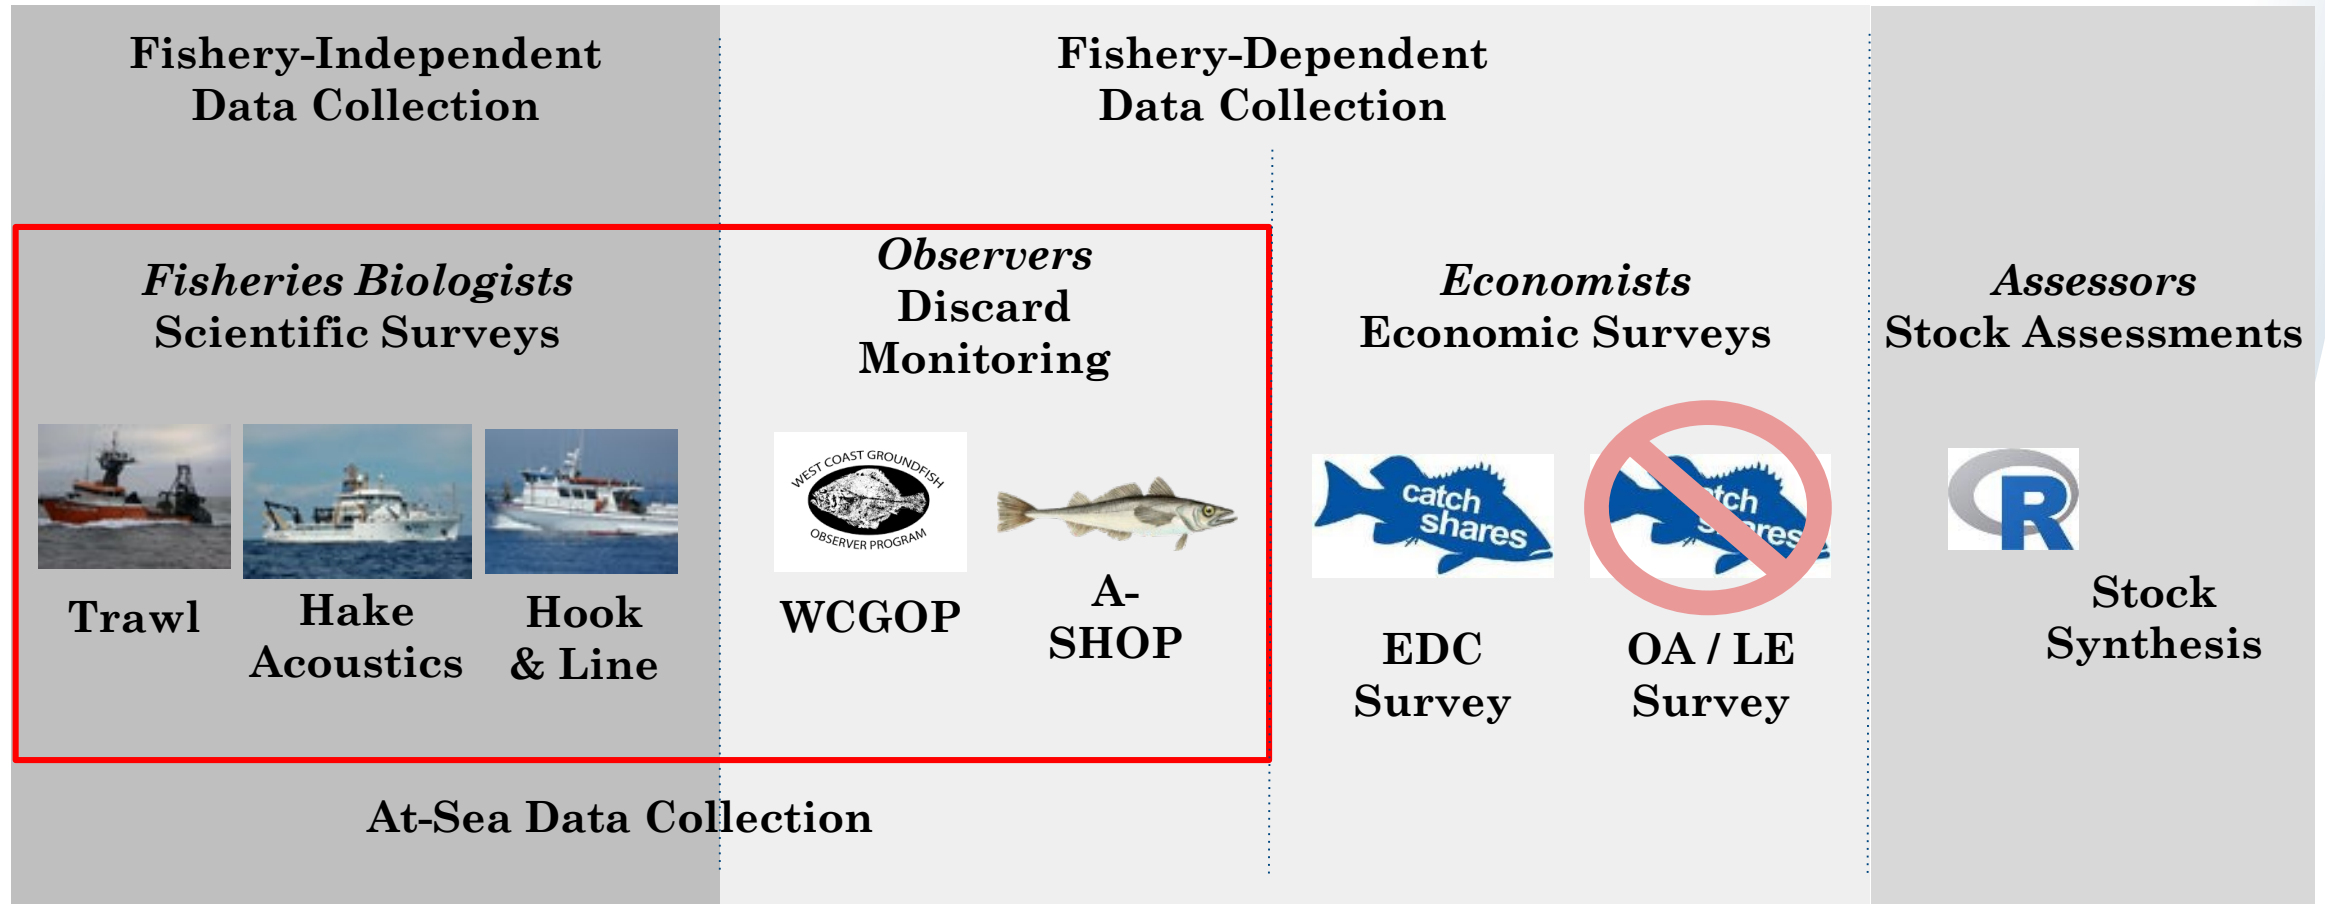 Fishery-Independent
Data Collection
Fishery-Dependent
Data Collection
Fisheries Biologists
Scientific Surveys
Observers
Discard
Monitoring
Economists
Economic Surveys
Assessors
Stock Assessments
WEST COAST GROUNDFISH
OBSERVER PROGRAM
catch
shares
tch
ares
R
Trawl
Hake
Acoustics
Hook
& Line
WCGOP
A-
SHOP
EDC
Survey
OA / LE
Survey
Stock
Synthesis
At-Sea Data Collection